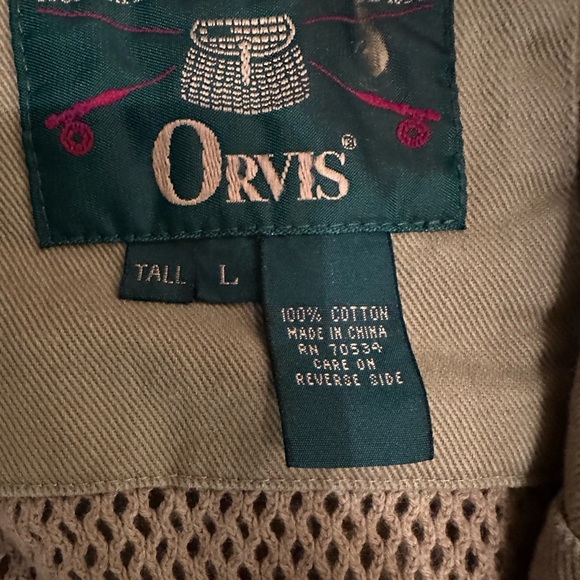 ORVIS®
TALL L
100% COTTON
MADE IN CHINA
RN 70534
CARE ON
REVERSE SIDE